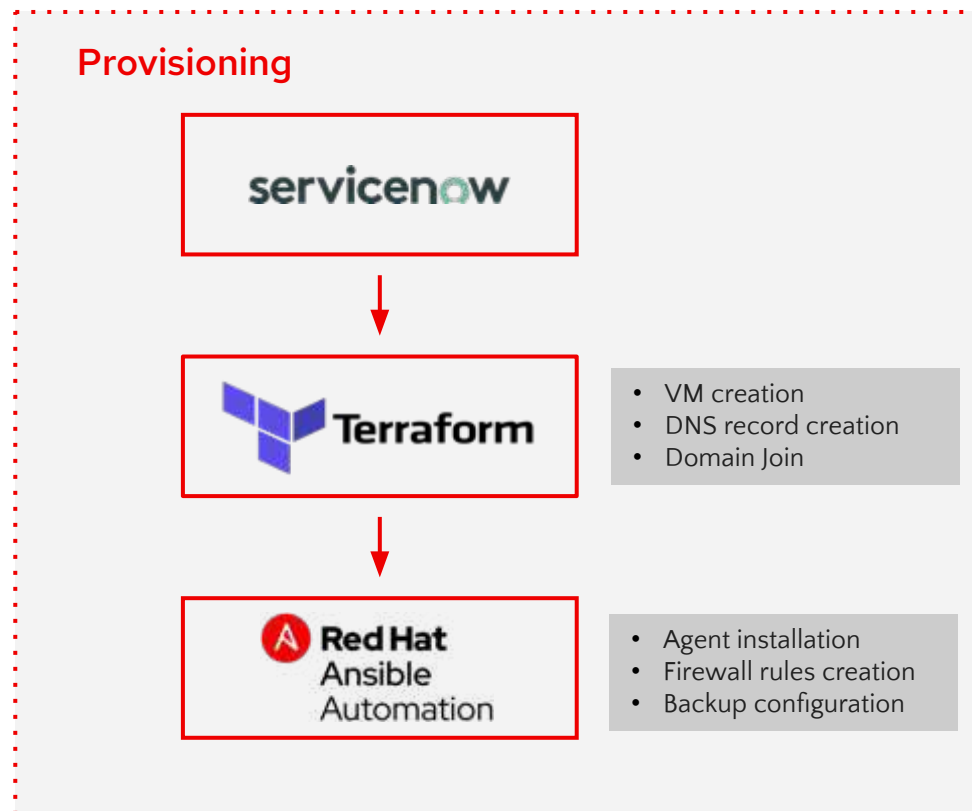 Provisioning
servicenow
Terraform
• VM creation
• DNS record creation
• Domain Join
Red Hat
Ansible
Automation
• Agent installation
• Firewall rules creation
• Backup configuration